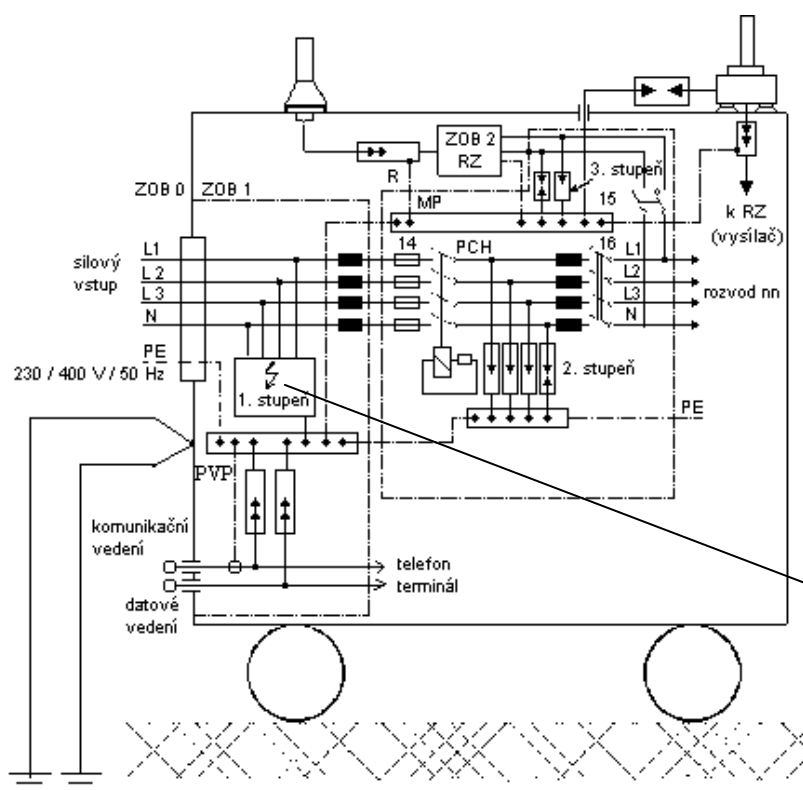 ZOB 2
RZ
R
3. stupeň
ZOB 0
ZOB 1
MP
15
k RZ
(vysílač)
silový
vstup
L1
L 2
L 3
N
14
PCH
16
L1
L2
L3
N
rozvod nn
PE
230 / 400 V / 50 Hz
1. stupeň
2. stupeň
PE
PVP
komunikační
vedení
telefon
terminál
datové
vedení